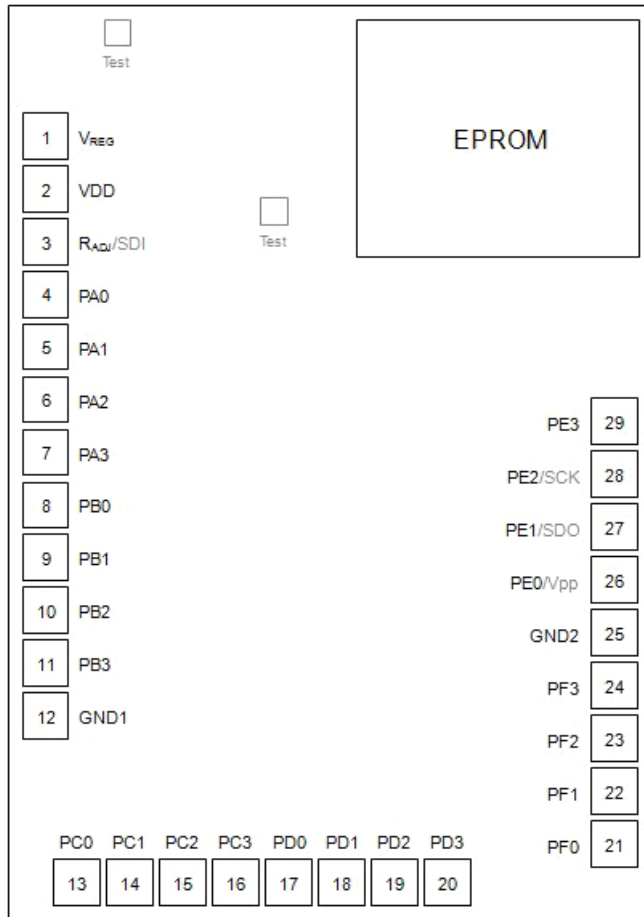 Test
EPROM
1 VREG
2 VDD
Test
3 RADJ/SDI
4 PA0
5 PA1
6 PA2
7 PA3
8 PB0
9 PB1
10 PB2
11 PB3
12 GND1
PE3 29
PE2/SCK 28
PE1/SDO 27
PE0/Vpp 26
GND2 25
PF3 24
PF2 23
PF1 22
PF0 21
PC0 PC1 PC2 PC3 PD0 PD1 PD2 PD3
13 14 15 16 17 18 19 20